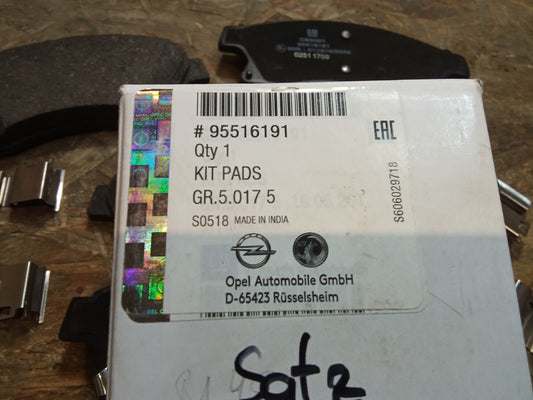 02511709
# 95516191
Qty 1
KIT PADS
GR.5.017 5
S0518 MADE IN INDIA
Opel Automobile GmbH
D-65423 Rüsselsheim
EAC
S606029718
Satz